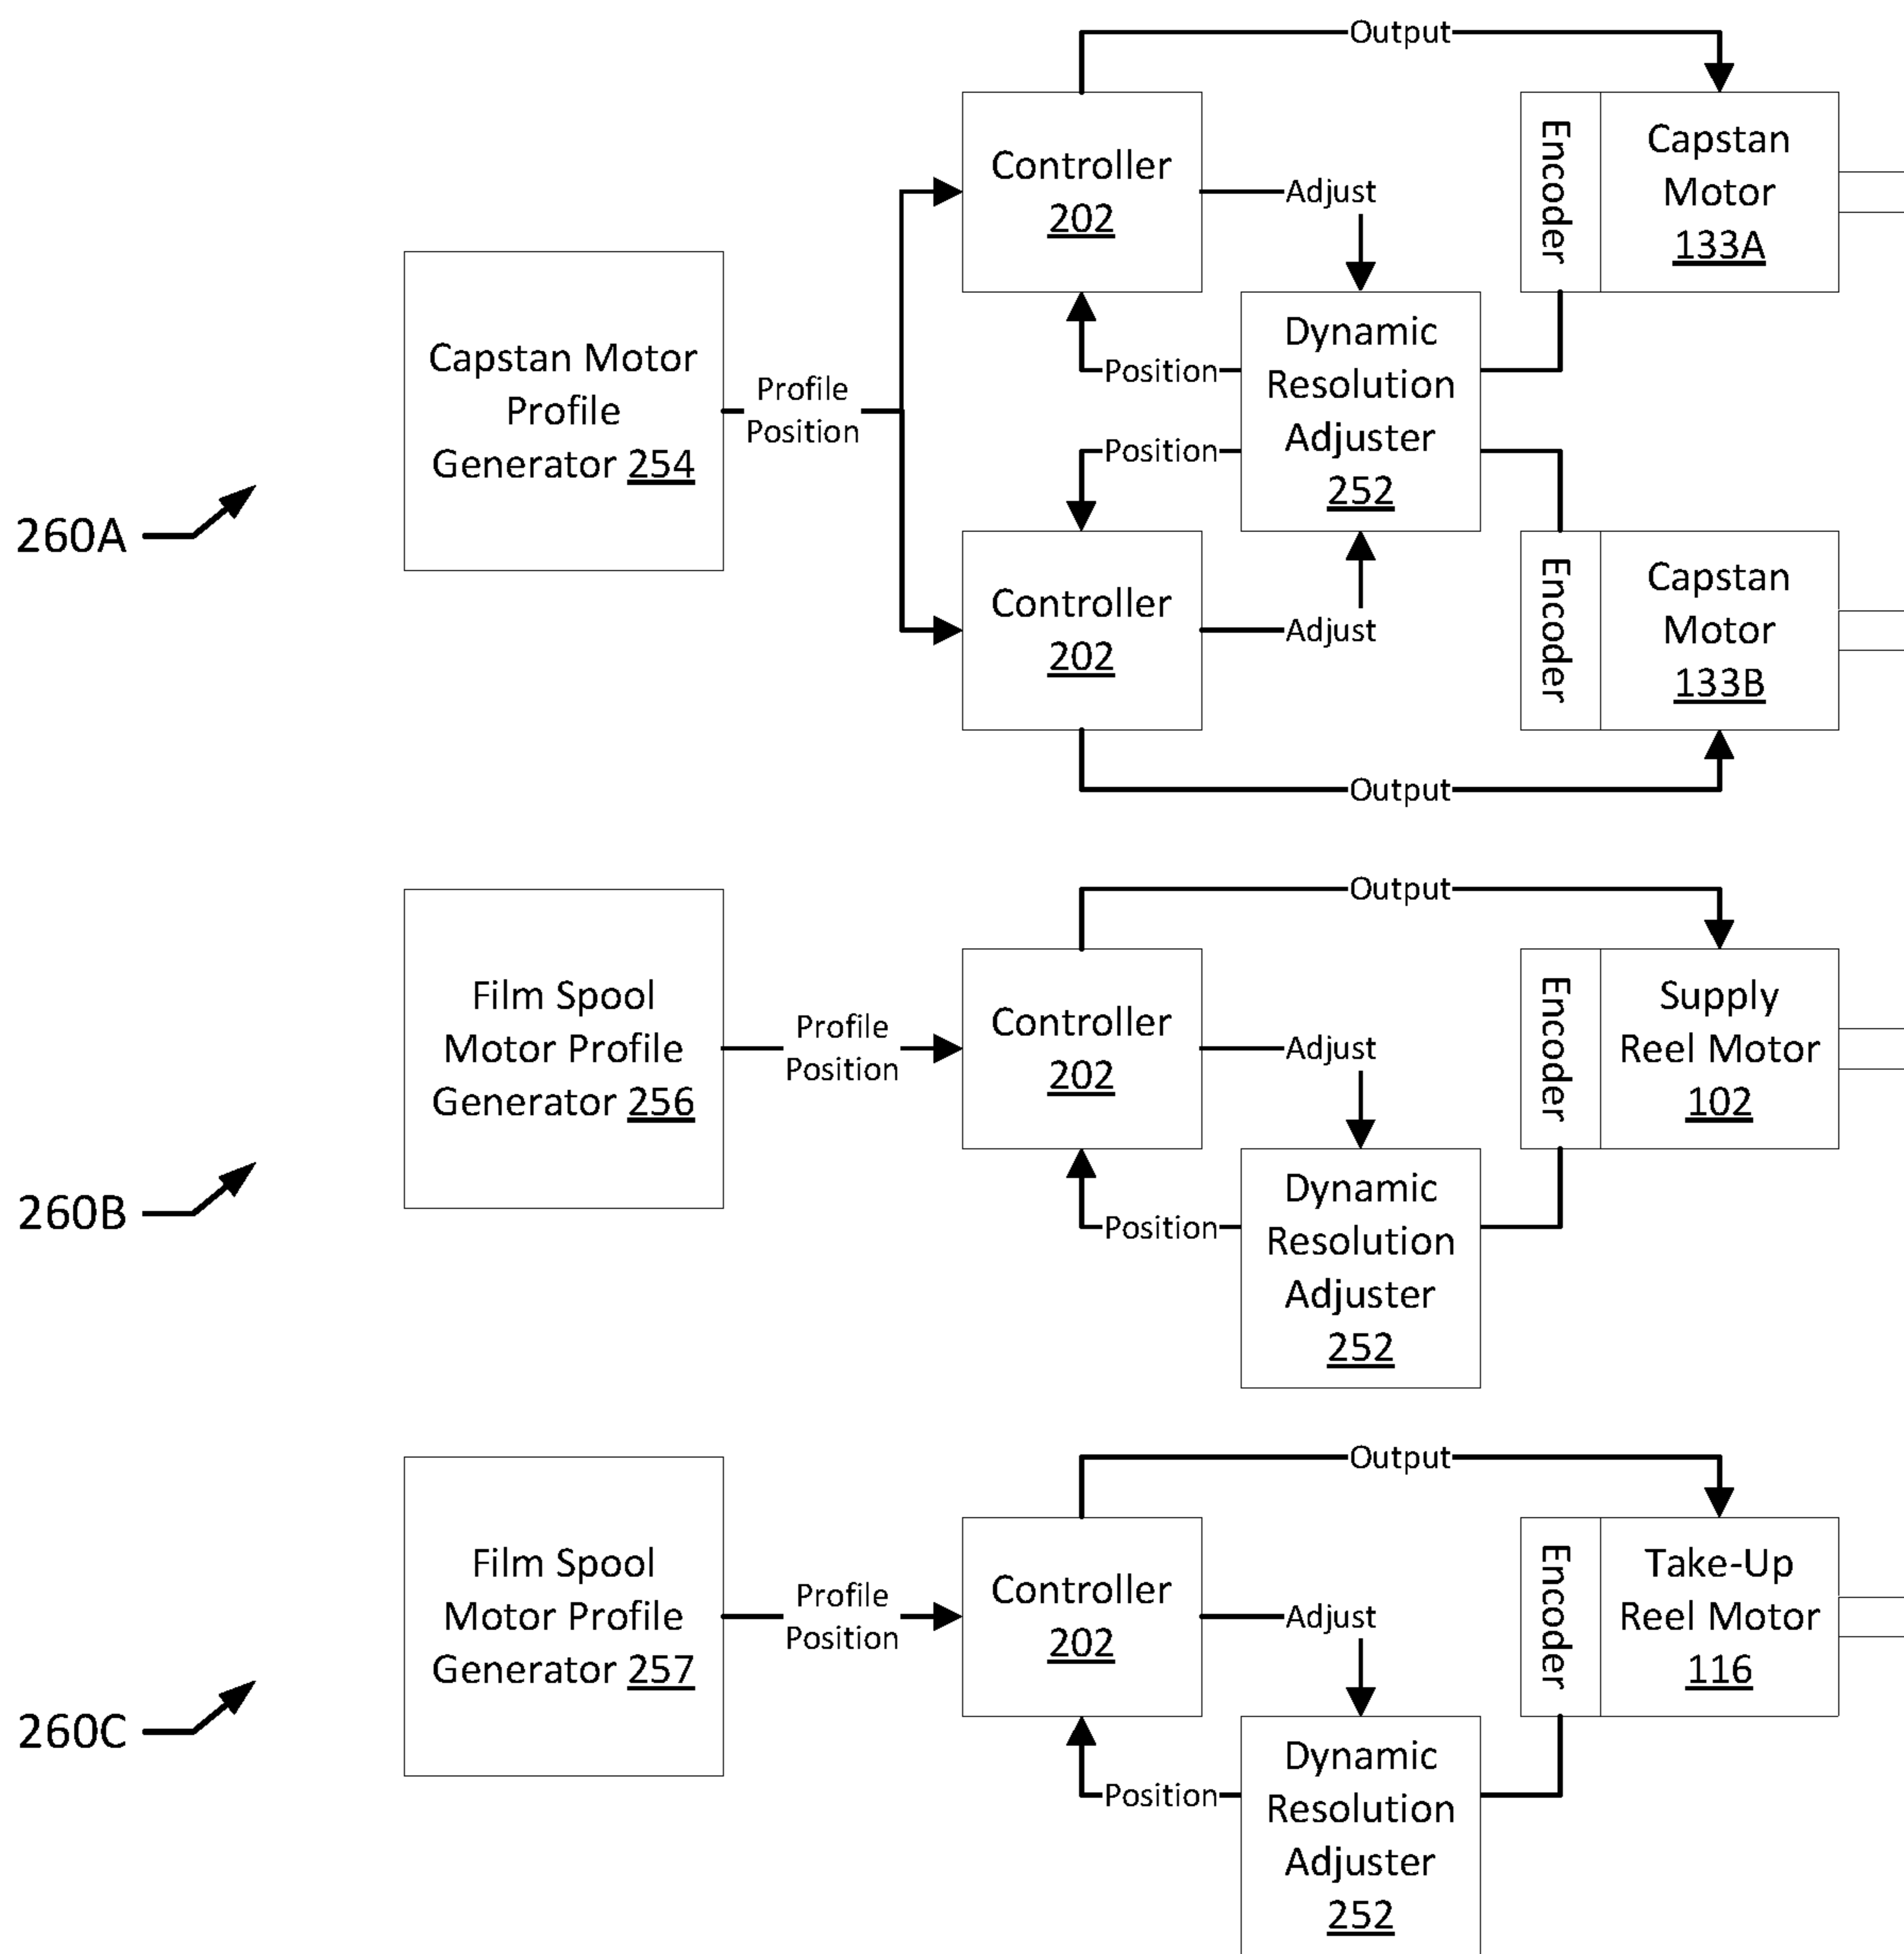 Output
Controller
202
Adjust
Encoder
Capstan
Motor
133A
Capstan Motor
Profile
Generator 254
Profile
Position
Position
Position
Dynamic
Resolution
Adjuster
252
260A
Controller
202
Adjust
Encoder
Capstan
Motor
133B
Output
Output
Film Spool
Motor Profile
Generator 256
Profile
Position
Controller
202
Adjust
Encoder
Supply
Reel Motor
102
260B
Position
Dynamic
Resolution
Adjuster
252
Output
Film Spool
Motor Profile
Generator 257
Profile
Position
Controller
202
Adjust
Encoder
Take-Up
Reel Motor
116
260C
Position
Dynamic
Resolution
Adjuster
252